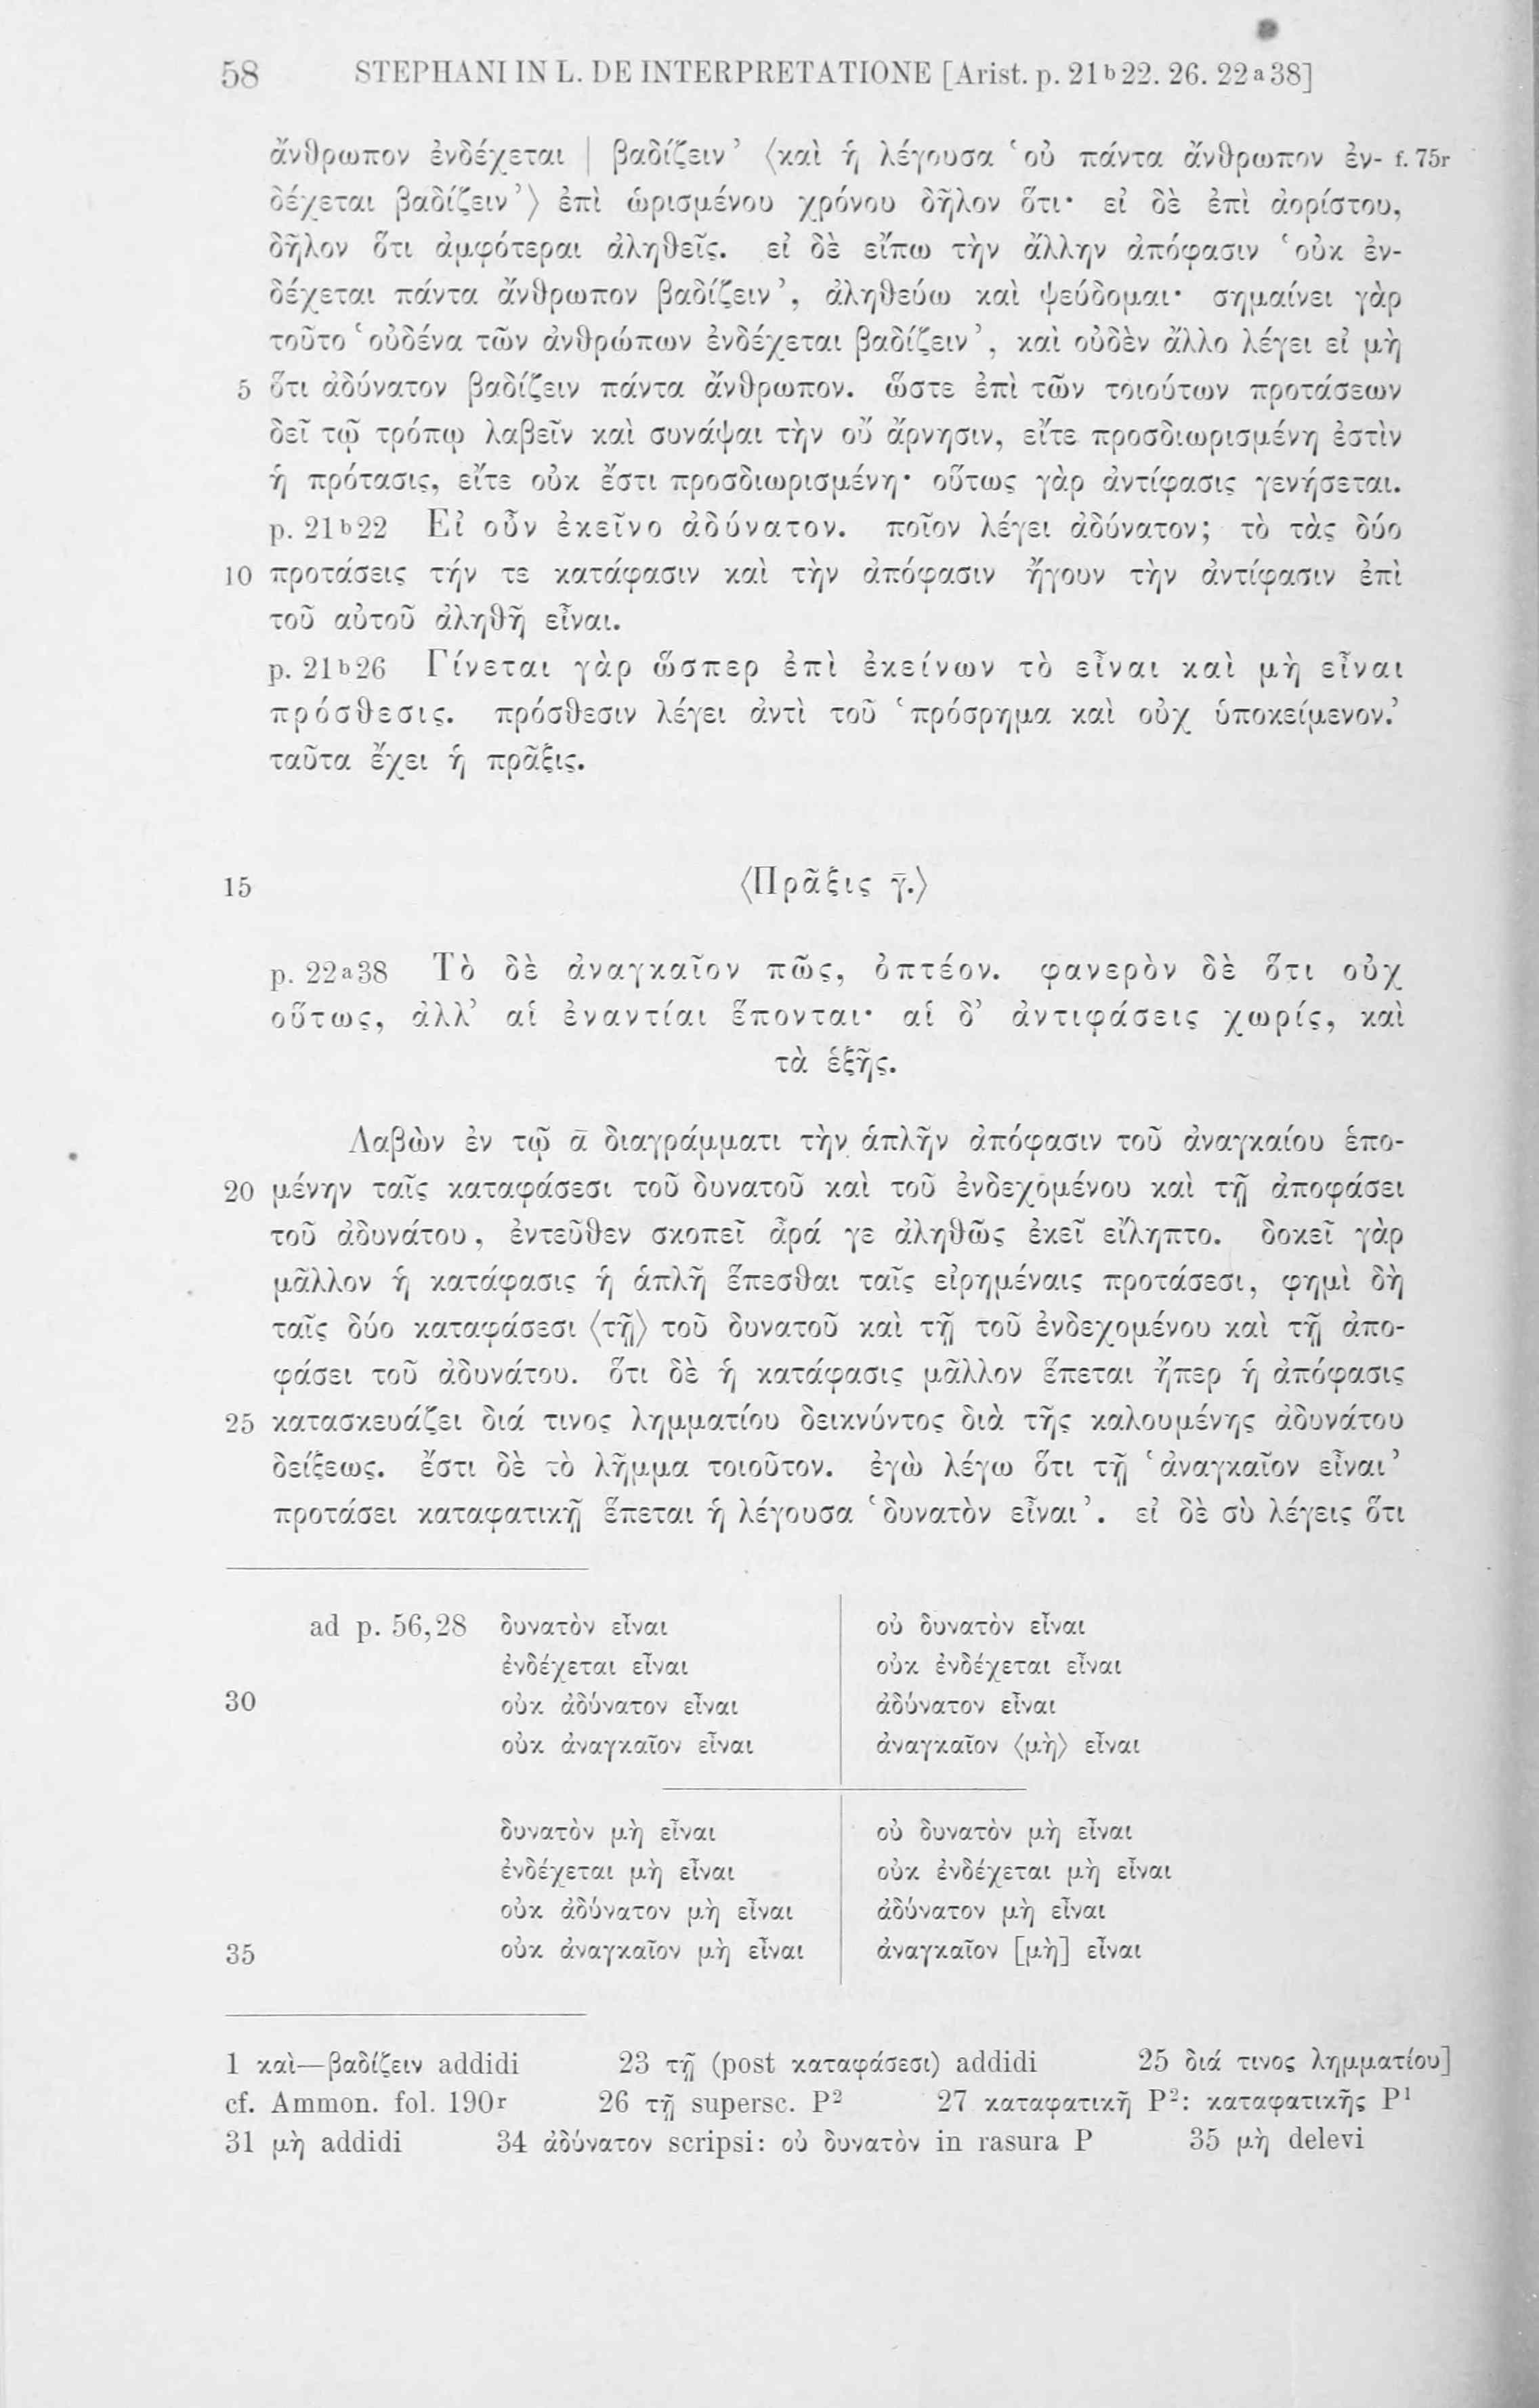 58 STEPHANI IN L. DE INTERPRETATIONE [Arist. p. 21b22. 26. 22a38]
ἄνθρωπον ἐνδέχεται | βαδίζειν’ ⟨καὶ ἡ λέγουσα ‘οὐ πάντα ἄνθρωπον ἐν- f. 75r
δέχεται βαδίζειν’⟩ ἐπὶ ὡρισμένου χρόνου δῆλον ὅτι· εἰ δὲ ἐπὶ ἀορίστου,
δῆλον ὅτι ἀμφότεραι ἀληθεῖς. εἰ δὲ εἴπω τὴν ἄλλην ἀπόφασιν ‘οὐκ ἐν-
δέχεται πάντα ἄνθρωπον βαδίζειν’, ἀληθεύω καὶ ψεύδομαι· σημαίνει γὰρ
τοῦτο ‘οὐδένα τῶν ἀνθρώπων ἐνδέχεται βαδίζειν’, καὶ οὐδὲν ἄλλο λέγει εἰ μὴ
5 ὅτι ἀδύνατον βαδίζειν πάντα ἄνθρωπον. ὥστε ἐπὶ τῶν τοιούτων προτάσεων
δεῖ τῷ τρόπῳ λαβεῖν καὶ συνάψαι τὴν οὔ ἄρνησιν, εἴτε προσδιωρισμένη ἐστὶν
ἡ πρότασις, εἴτε οὐκ ἔστι προσδιωρισμένη· οὕτως γὰρ ἀντίφασις γενήσεται.
p. 21b22 Εἰ οὖν ἐκεῖνο ἀδύνατον. ποῖον λέγει ἀδύνατον; τὸ τὰς δύο
10 προτάσεις τήν τε κατάφασιν καὶ τὴν ἀπόφασιν ἤγουν τὴν ἀντίφασιν ἐπὶ
τοῦ αὐτοῦ ἀληθῆ εἶναι.
p. 21b26 Γίνεται γὰρ ὥσπερ ἐπὶ ἐκείνων τὸ εἶναι καὶ μὴ εἶναι
πρόσθεσις. πρόσθεσιν λέγει ἀντὶ τοῦ ‘πρόσρημα καὶ οὐχ ὑποκείμενον.’
ταῦτα ἔχει ἡ πρᾶξις.
15 ⟨Πρᾶξις γ̄.⟩
p. 22a38 Τὸ δὲ ἀναγκαῖον πῶς, ὀπτέον. φανερὸν δὲ ὅτι οὐχ
οὕτως, ἀλλ’ αἱ ἐναντίαι ἕπονται· αἱ δ’ ἀντιφάσεις χωρίς, καὶ
τὰ ἑξῆς.
Λαβὼν ἐν τῷ ᾱ διαγράμματι τὴν ἁπλῆν ἀπόφασιν τοῦ ἀναγκαίου ἑπο-
20 μένην ταῖς καταφάσεσι τοῦ δυνατοῦ καὶ τοῦ ἐνδεχομένου καὶ τῇ ἀποφάσει
τοῦ ἀδυνάτου, ἐντεῦθεν σκοπεῖ ἆρά γε ἀληθῶς ἐκεῖ εἴληπτο. δοκεῖ γὰρ
μᾶλλον ἡ κατάφασις ἡ ἁπλῆ ἕπεσθαι ταῖς εἰρημέναις προτάσεσι, φημὶ δὴ
ταῖς δύο καταφάσεσι ⟨τῇ⟩ τοῦ δυνατοῦ καὶ τῇ τοῦ ἐνδεχομένου καὶ τῇ ἀπο-
φάσει τοῦ ἀδυνάτου. ὅτι δὲ ἡ κατάφασις μᾶλλον ἕπεται ἤπερ ἡ ἀπόφασις
25 κατασκευάζει διά τινος λημματίου δεικνύντος διὰ τῆς καλουμένης ἀδυνάτου
δείξεως. ἔστι δὲ τὸ λῆμμα τοιοῦτον. ἐγὼ λέγω ὅτι τῇ ‘ἀναγκαῖον εἶναι’
προτάσει καταφατικῇ ἕπεται ἡ λέγουσα ‘δυνατὸν εἶναι’. εἰ δὲ σὺ λέγεις ὅτι
ad p. 56,28 δυνατὸν εἶναι οὐ δυνατὸν εἶναι
ἐνδέχεται εἶναι οὐκ ἐνδέχεται εἶναι
30 οὐκ ἀδύνατον εἶναι ἀδύνατον εἶναι
οὐκ ἀναγκαῖον εἶναι ἀναγκαῖον ⟨μὴ⟩ εἶναι
δυνατὸν μὴ εἶναι οὐ δυνατὸν μὴ εἶναι
ἐνδέχεται μὴ εἶναι οὐκ ἐνδέχεται μὴ εἶναι
οὐκ ἀδύνατον μὴ εἶναι ἀδύνατον μὴ εἶναι
35 οὐκ ἀναγκαῖον μὴ εἶναι ἀναγκαῖον [μὴ] εἶναι
1 καὶ—βαδίζειν addidi 23 τῇ (post καταφάσεσι) addidi 25 διά τινος λημματίου]
cf. Ammon. fol. 190r 26 τῇ supersc. P² 27 καταφατικῇ P²: καταφατικῆς P¹
31 μὴ addidi 34 ἀδύνατον scripsi: οὐ δυνατὸν in rasura P 35 μὴ delevi